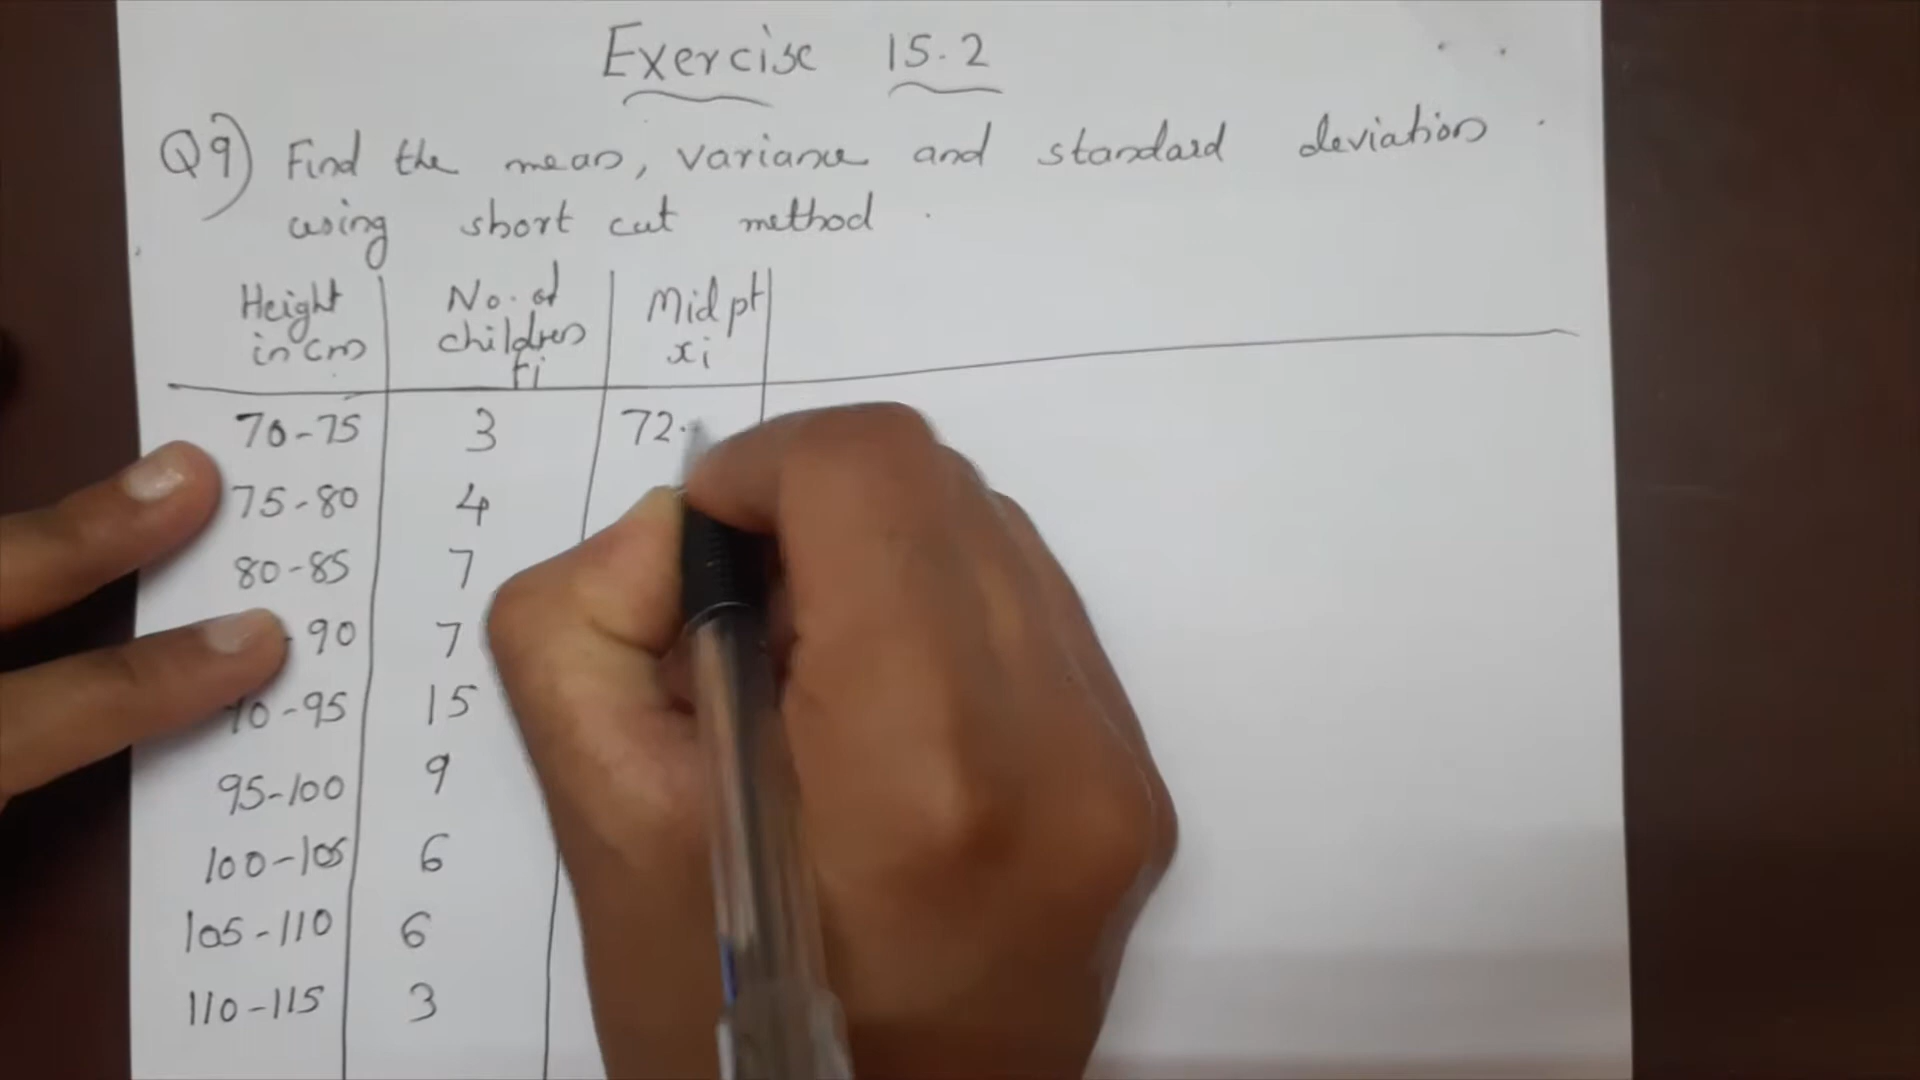 Exercise 15.2
Q9) Find the mean, variance and standard deviation
using short cut method.
Height in cm No. of children fi Mid pt xi
70-75 3 72.
75-80 4
80-85 7
-90 7
90-95 15
95-100 9
100-105 6
105-110 6
110-115 3